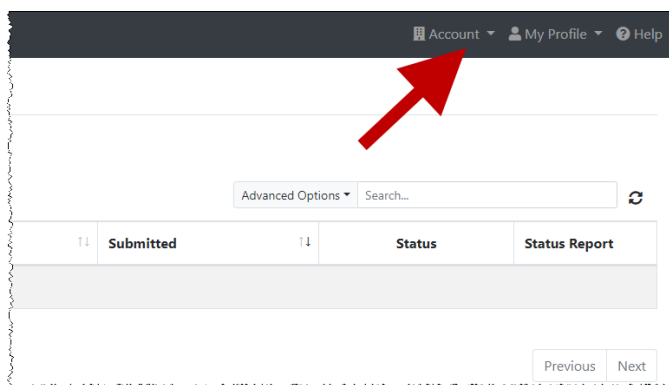 Account My Profile Help
Advanced Options Search...
Submitted Status Status Report
Previous Next